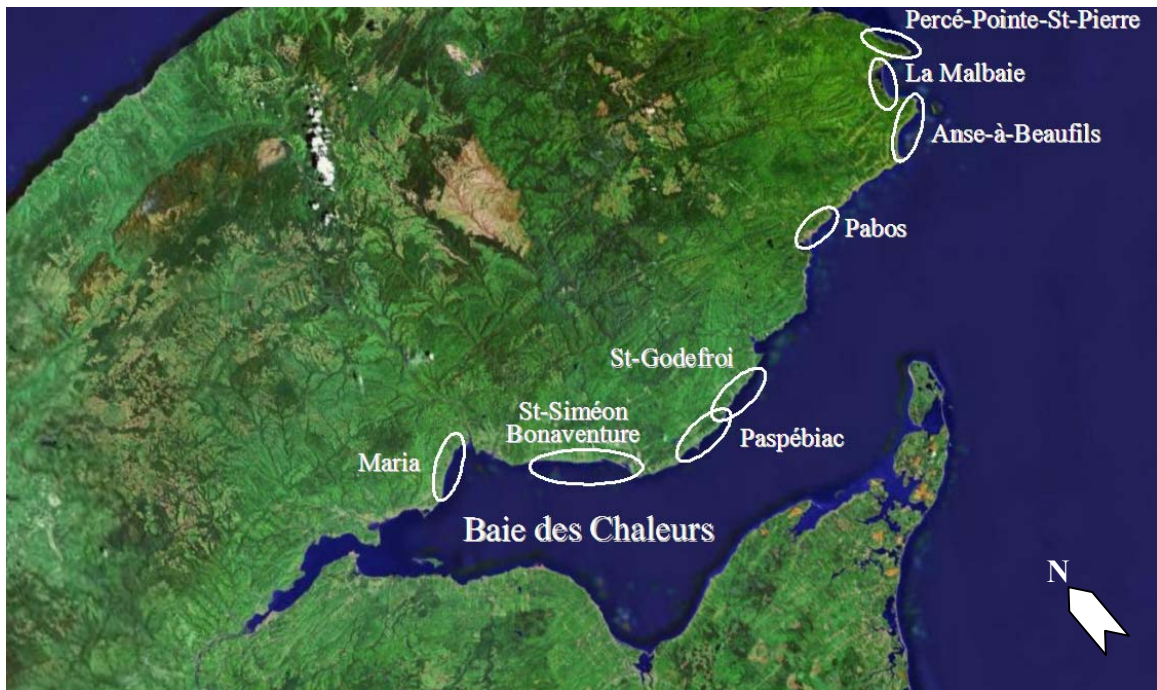 Percé-Pointe-St-Pierre
La Malbaie
Anse-à-Beaufils
Pabos
St-Godefroi
St-Siméon
Bonaventure
Paspébiac
Maria
Baie des Chaleurs
N